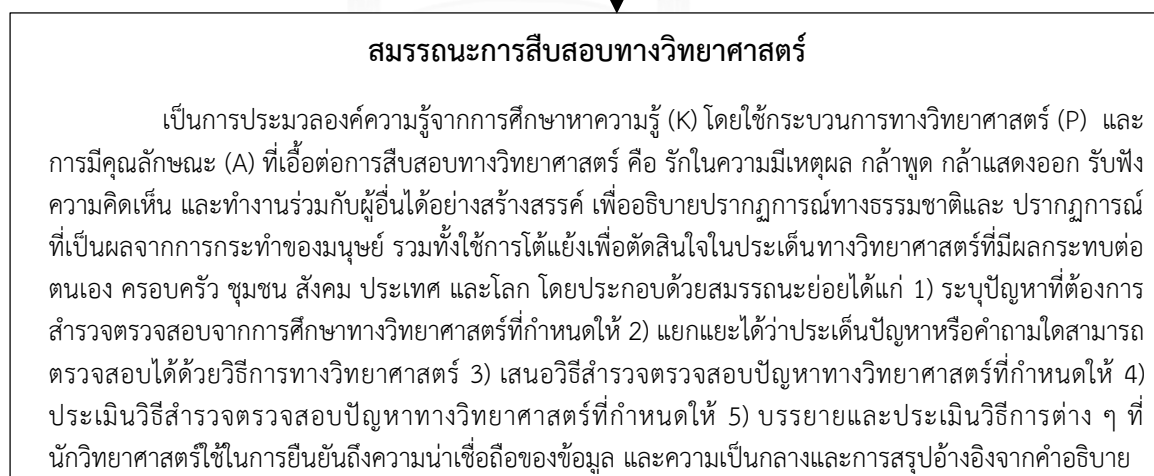 สมรรถนะการสืบสอบทางวิทยาศาสตร์
เป็นการประมวลองค์ความรู้จากการศึกษาหาความรู้ (K) โดยใช้กระบวนการทางวิทยาศาสตร์ (P) และ
การมีคุณลักษณะ (A) ที่เอื้อต่อการสืบสอบทางวิทยาศาสตร์ คือ รักในความมีเหตุผล กล้าพูด กล้าแสดงออก รับฟัง
ความคิดเห็น และทำงานร่วมกับผู้อื่นได้อย่างสร้างสรรค์ เพื่ออธิบายปรากฏการณ์ทางธรรมชาติและ ปรากฏการณ์
ที่เป็นผลจากการกระทำของมนุษย์ รวมทั้งใช้การโต้แย้งเพื่อตัดสินใจในประเด็นทางวิทยาศาสตร์ที่มีผลกระทบต่อ
ตนเอง ครอบครัว ชุมชน สังคม ประเทศ และโลก โดยประกอบด้วยสมรรถนะย่อยได้แก่ 1) ระบุปัญหาที่ต้องการ
สำรวจตรวจสอบจากการศึกษาทางวิทยาศาสตร์ที่กำหนดให้ 2) แยกแยะได้ว่าประเด็นปัญหาหรือคำถามใดสามารถ
ตรวจสอบได้ด้วยวิธีการทางวิทยาศาสตร์ 3) เสนอวิธีสำรวจตรวจสอบปัญหาทางวิทยาศาสตร์ที่กำหนดให้ 4)
ประเมินวิธีสำรวจตรวจสอบปัญหาทางวิทยาศาสตร์ที่กำหนดให้ 5) บรรยายและประเมินวิธีการต่าง ๆ ที่
นักวิทยาศาสตร์ใช้ในการยืนยันถึงความน่าเชื่อถือของข้อมูล และความเป็นกลางและการสรุปอ้างอิงจากคำอธิบาย